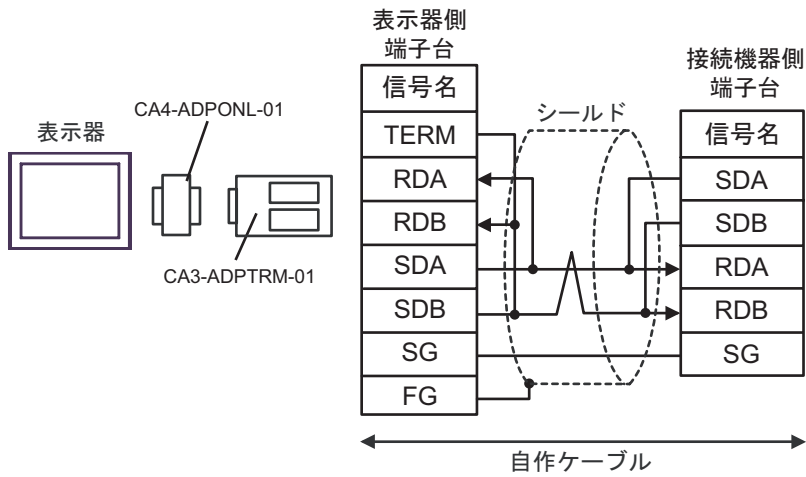 表示器
CA4-ADPONL-01
CA3-ADPTRM-01
表示器側
端子台
信号名
TERM
RDA
RDB
SDA
SDB
SG
FG
シールド
接続機器側
端子台
信号名
SDA
SDB
RDA
RDB
SG
自作ケーブル